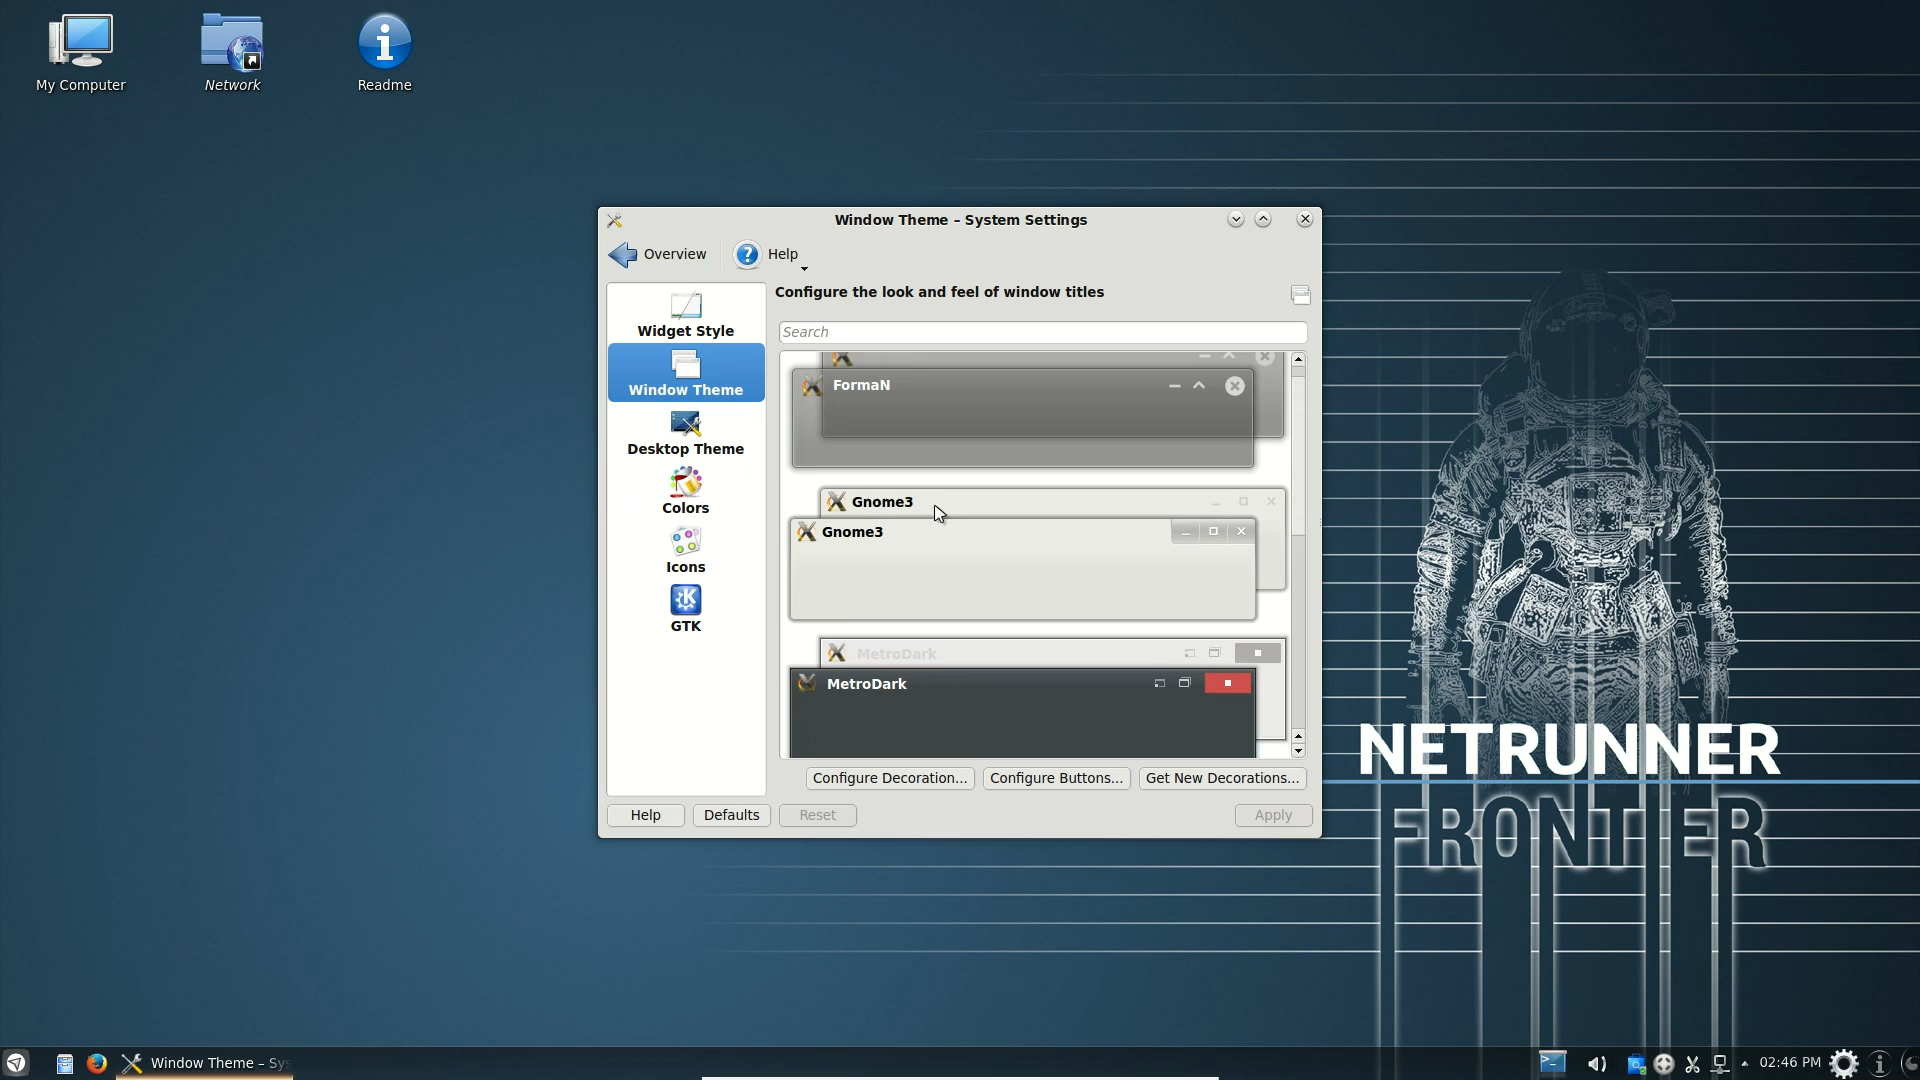 My Computer
Network
Readme
Window Theme – System Settings
Overview
Help
Configure the look and feel of window titles
Search
Widget Style
Window Theme
Desktop Theme
Colors
Icons
GTK
FormaN
Gnome3
Gnome3
MetroDark
MetroDark
Configure Decoration...
Configure Buttons...
Get New Decorations...
Help
Defaults
Reset
Apply
NETRUNNER
FRONTIER
Window Theme – Sys
02:46 PM